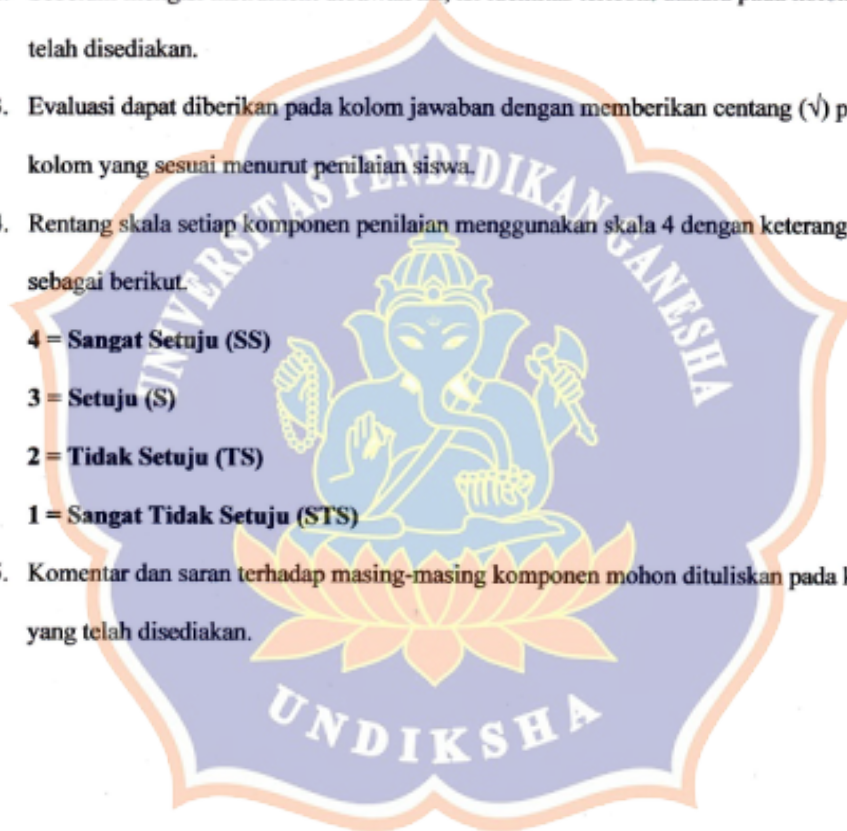 telah disediakan.
Evaluasi dapat diberikan pada kolom jawaban dengan memberikan centang (√) p
kolom yang sesuai menurut penilaian siswa.
Rentang skala setiap komponen penilaian menggunakan skala 4 dengan keterang
sebagai berikut.
4 = Sangat Setuju (SS)
3 = Setuju (S)
2 = Tidak Setuju (TS)
1 = Sangat Tidak Setuju (STS)
Komentar dan saran terhadap masing-masing komponen mohon dituliskan pada
yang telah disediakan.
UNIVERSITAS PENDIDIKAN GANESHA
UNDIKSHA